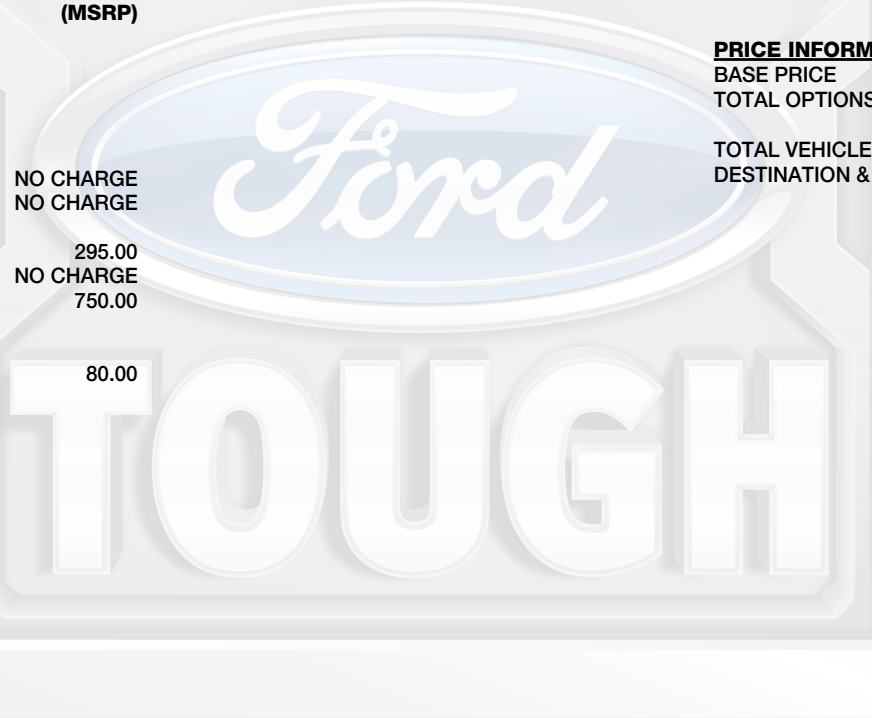 (MSRP)
NO CHARGE
NO CHARGE
295.00
NO CHARGE
750.00
80.00
PRICE INFORM
BASE PRICE
TOTAL OPTIONS
TOTAL VEHICLE
DESTINATION &
Ford
TOUGH